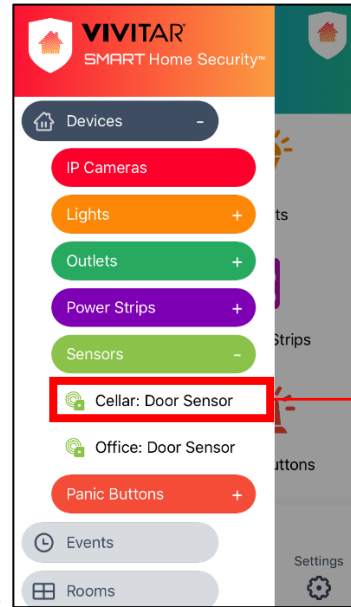 VIVITAR
SMART Home Security™
Devices -
IP Cameras
Lights +
ts
Outlets +
Power Strips +
Strips
Sensors -
Cellar: Door Sensor
Office: Door Sensor
uttons
Panic Buttons +
Events
Settings
Rooms